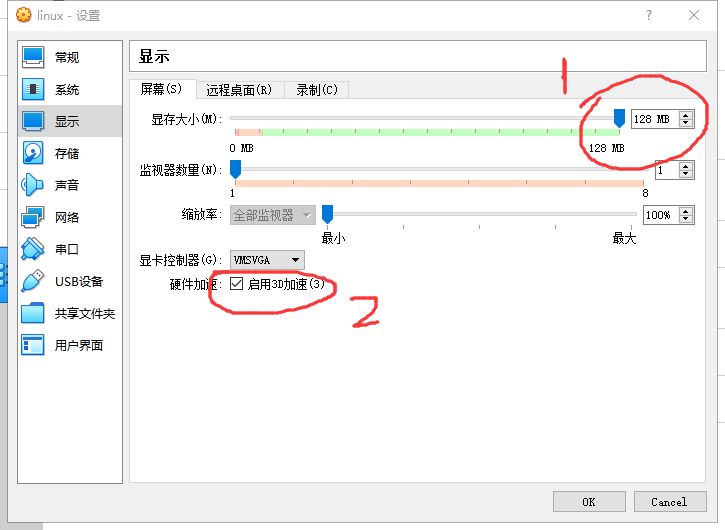 linux - 设置
常规
系统
显示
存储
声音
网络
串口
USB设备
共享文件夹
用户界面
显示
屏幕(S) 远程桌面(R) 录制(C)
1
显存大小(M): 128 MB
0 MB 128 MB
监视器数量(N): 1
1 8
缩放率: 全部监视器 100%
最小 最大
显卡控制器(G): VMSVGA
硬件加速: 启用3D加速(3)
2
OK Cancel